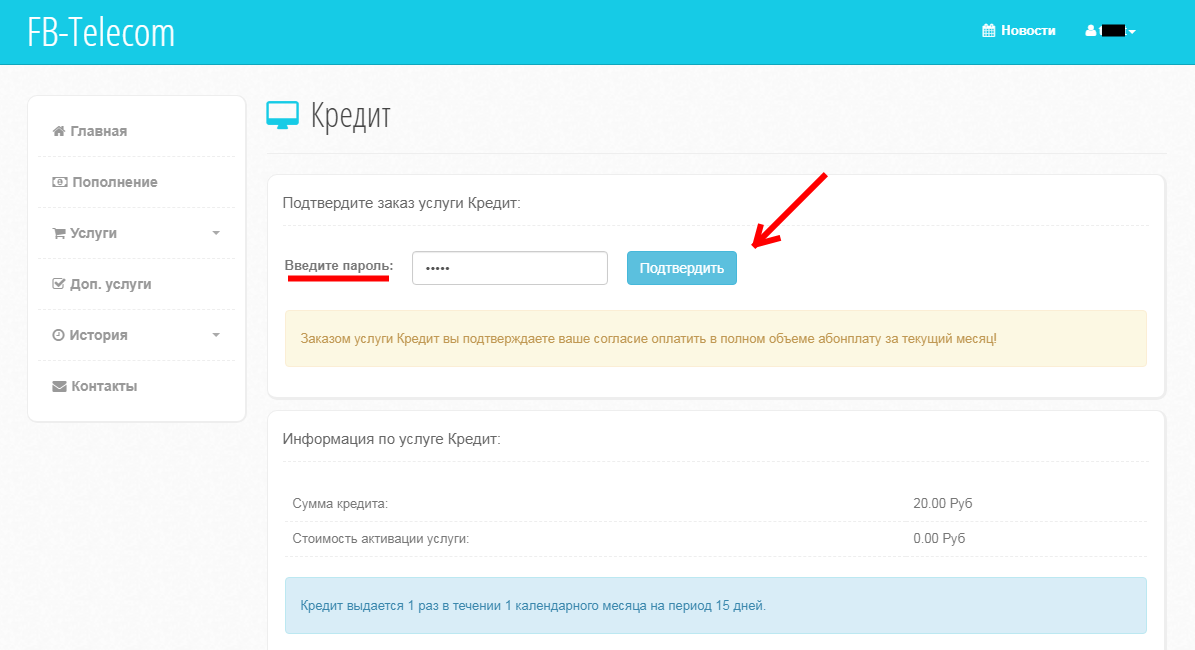 FB-Telecom
Новости
Главная
Пополнение
Услуги
Доп. услуги
История
Контакты
Кредит
Подтвердите заказ услуги Кредит:
Введите пароль:
•••••
Подтвердить
Заказом услуги Кредит вы подтверждаете ваше согласие оплатить в полном объеме абонплату за текущий месяц!
Информация по услуге Кредит:
Сумма кредита: 20.00 Руб
Стоимость активации услуги: 0.00 Руб
Кредит выдается 1 раз в течении 1 календарного месяца на период 15 дней.